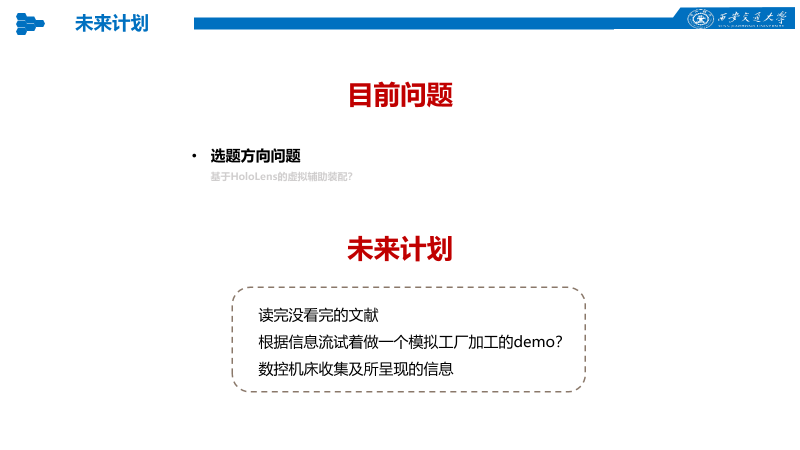 未来计划
西安交通大学
XI'AN JIAOTONG UNIVERSITY
目前问题
• 选题方向问题
基于HoloLens的虚拟辅助装配?
未来计划
读完没看完的文献
根据信息流试着做一个模拟工厂加工的demo?
数控机床收集及所呈现的信息